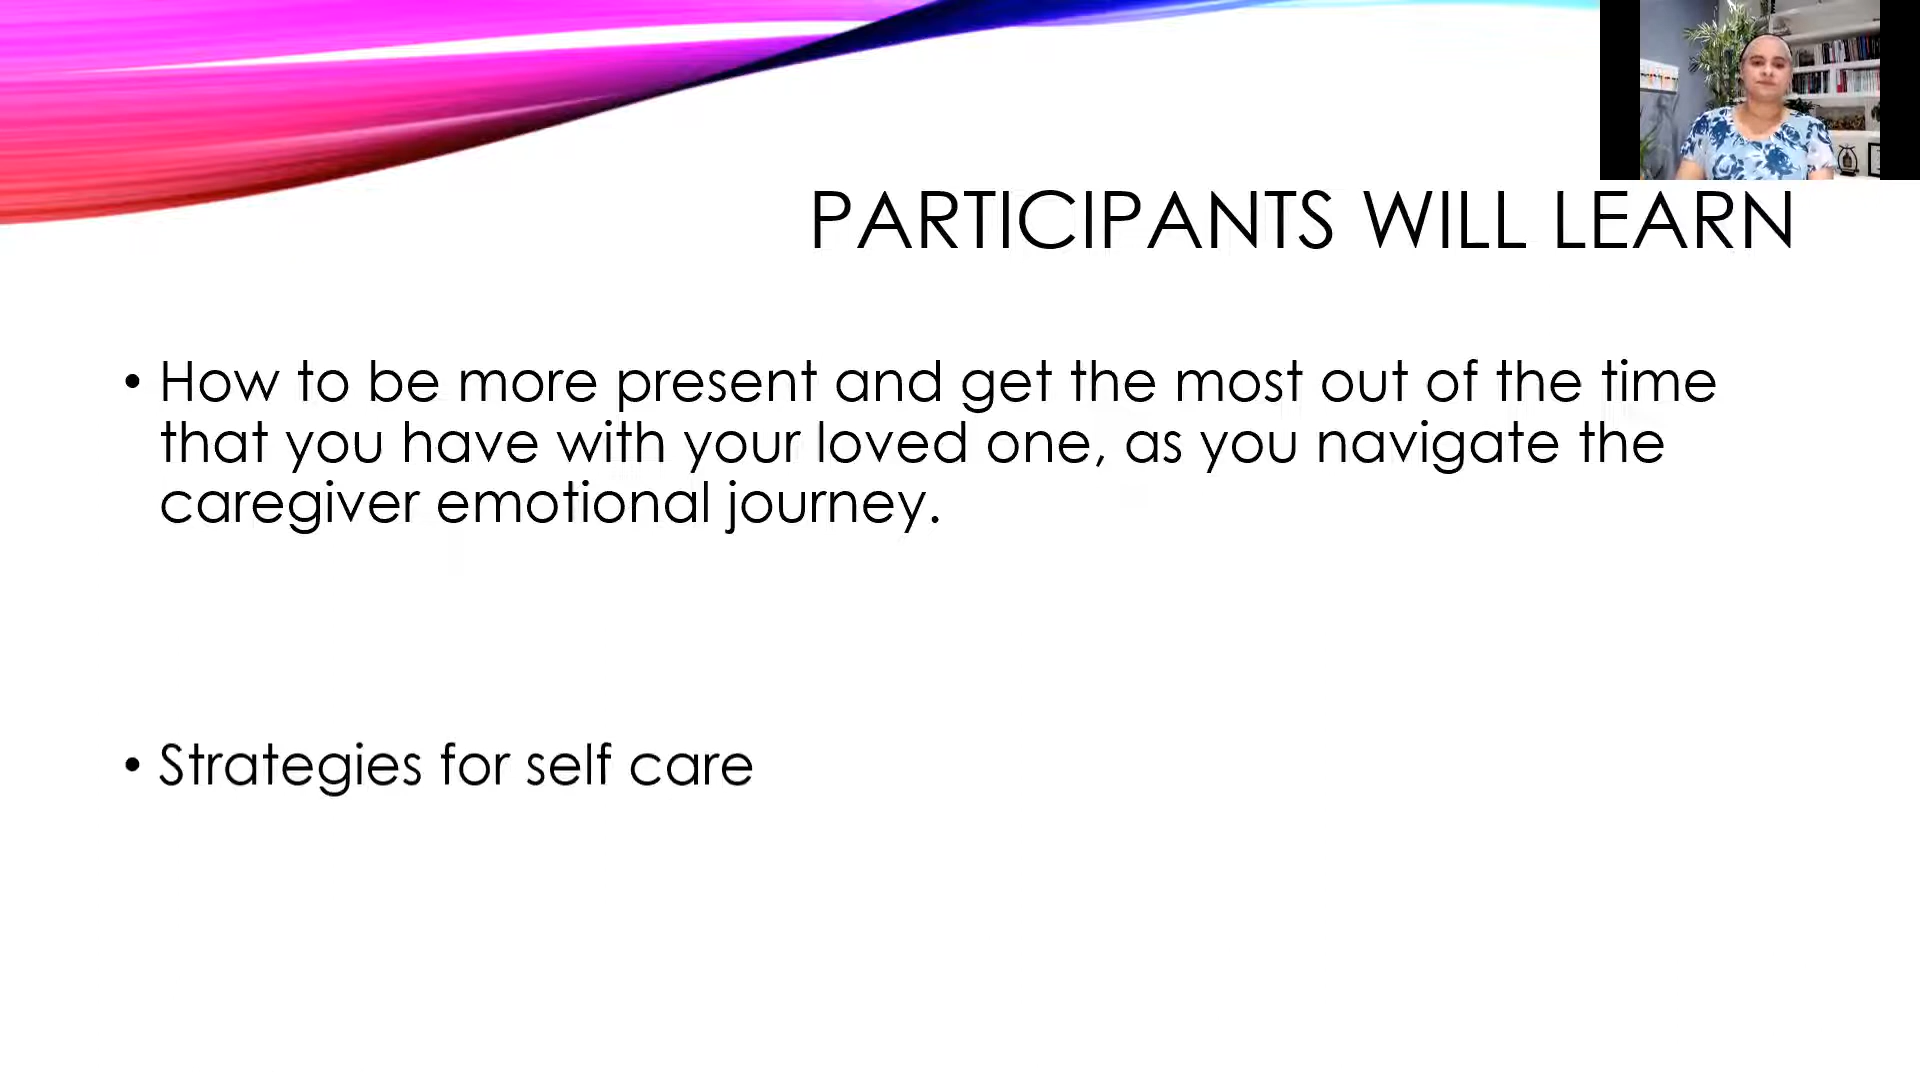 PARTICIPANTS WILL LEARN
• How to be more present and get the most out of the time
that you have with your loved one, as you navigate the
caregiver emotional journey.
• Strategies for self care